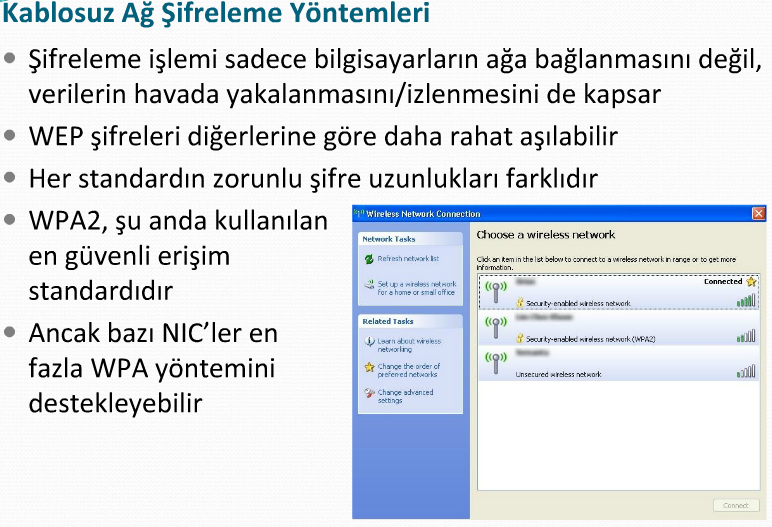 Kablosuz Ağ Şifreleme Yöntemleri
• Şifreleme işlemi sadece bilgisayarların ağa bağlanmasını değil,
verilerin havada yakalanmasını/izlenmesini de kapsar
• WEP şifreleri diğerlerine göre daha rahat aşılabilir
• Her standardın zorunlu şifre uzunlukları farklıdır
• WPA2, şu anda kullanılan
en güvenli erişim
standardıdır
• Ancak bazı NIC’ler en
fazla WPA yöntemini
destekleyebilir
Wireless Network Connection
Network Tasks
Refresh network list
Set up a wireless network
for a home or small office
Related Tasks
Learn about wireless
networking
Change the order of
preferred networks
Change advanced
settings
Choose a wireless network
Click an item in the list below to connect to a wireless network in range or to get more
information.
Connected
Security-enabled wireless network
Security-enabled wireless network (WPA2)
Unsecured wireless network
Connect